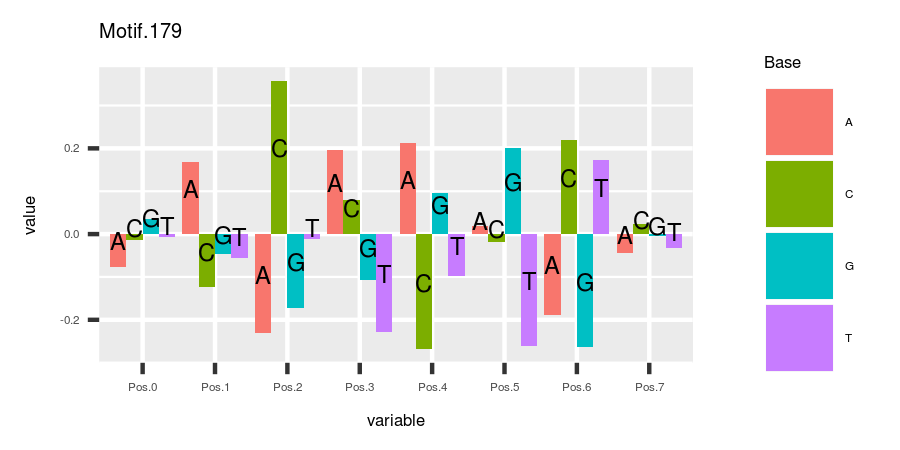 Motif.179
Base
A
C
G
T
0.2
0.0
-0.2
value
A C G T A C G T A C G T A C G T A C G T A C G T A C G T A C G T
Pos.0 Pos.1 Pos.2 Pos.3 Pos.4 Pos.5 Pos.6 Pos.7
variable